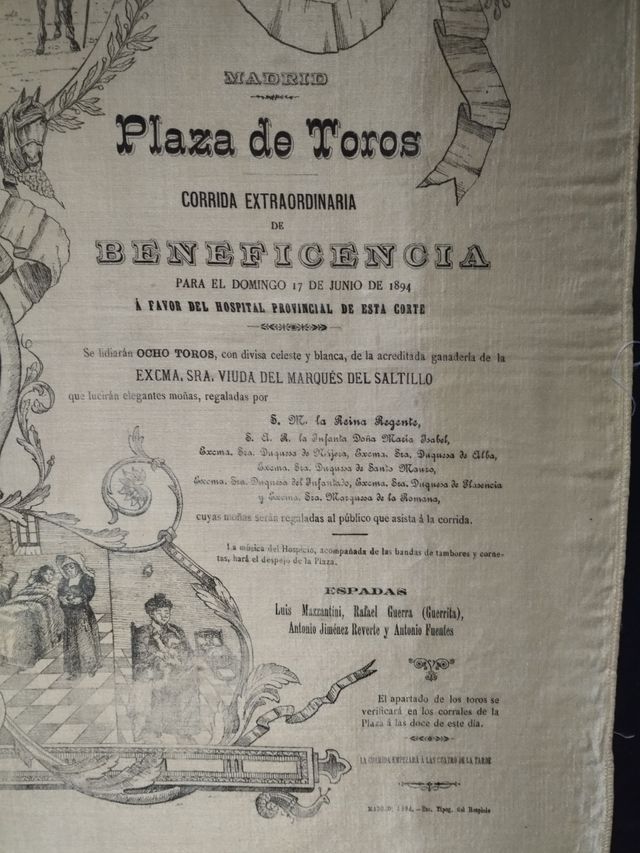 MADRID
Plaza de Toros
CORRIDA EXTRAORDINARIA
DE
BENEFICENCIA
PARA EL DOMINGO 17 DE JUNIO DE 1894
Á FAVOR DEL HOSPITAL PROVINCIAL DE ESTA CORTE
Se lidiarán OCHO TOROS, con divisa celeste y blanca, de la acreditada ganadería de la
EXCMA. SRA. VIUDA DEL MARQUÉS DEL SALTILLO
que lucirán elegantes moñas, regaladas por
S. M. la Reina Regente,
S. A. R. la Infanta Doña María Isabel,
Excma. Sra. Duquesa de Nájera, Excma. Sra. Duquesa de Alba,
Excma. Sra. Duquesa de Santo Mauro,
Excma. Sra. Duquesa del Infantado, Excma. Sra. Duquesa de Plasencia
y Excma. Sra. Marquesa de la Romana,
cuyas moñas serán regaladas al público que asista á la corrida.
La música del Hospicio, acompañada de las bandas de tambores y corne-
tas, hará el despejo de la Plaza.
ESPADAS
Luis Mazzantini, Rafael Guerra (Guerrita),
Antonio Jiménez Reverte y Antonio Fuentes
El apartado de los toros se
verificará en los corrales de la
Plaza á las doce de este día.
LA CORRIDA EMPEZARÁ Á LAS CUATRO DE LA TARDE
MADRID: 1894.—Esc. Tipog. del Hospicio